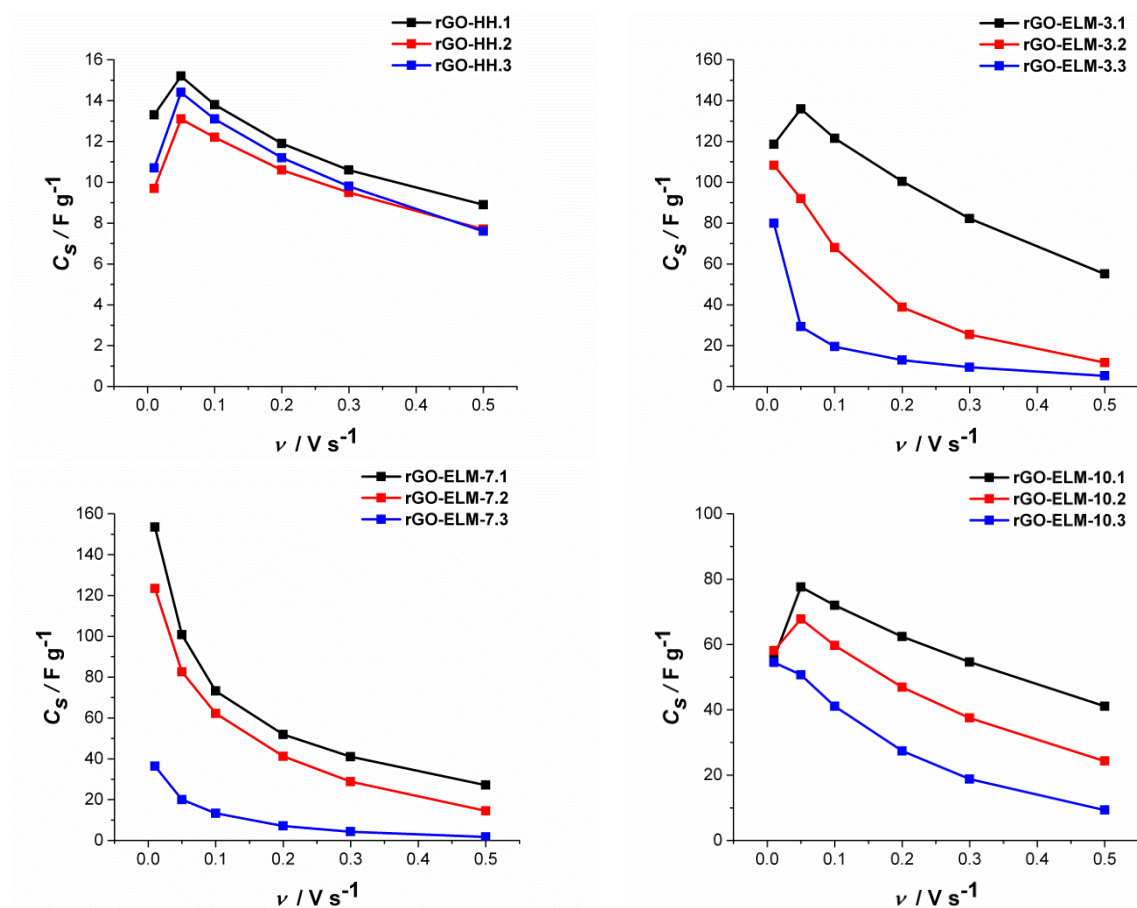 rGO-HH.1
rGO-HH.2
rGO-HH.3
16
14
12
10
8
6
4
2
0
Cs / F g-1
0.0 0.1 0.2 0.3 0.4 0.5
ν / V s-1
rGO-ELM-3.1
rGO-ELM-3.2
rGO-ELM-3.3
160
140
120
100
80
60
40
20
0
Cs / F g-1
0.0 0.1 0.2 0.3 0.4 0.5
ν / V s-1
rGO-ELM-7.1
rGO-ELM-7.2
rGO-ELM-7.3
160
140
120
100
80
60
40
20
0
Cs / F g-1
0.0 0.1 0.2 0.3 0.4 0.5
ν / V s-1
rGO-ELM-10.1
rGO-ELM-10.2
rGO-ELM-10.3
100
80
60
40
20
0
Cs / F g-1
0.0 0.1 0.2 0.3 0.4 0.5
ν / V s-1